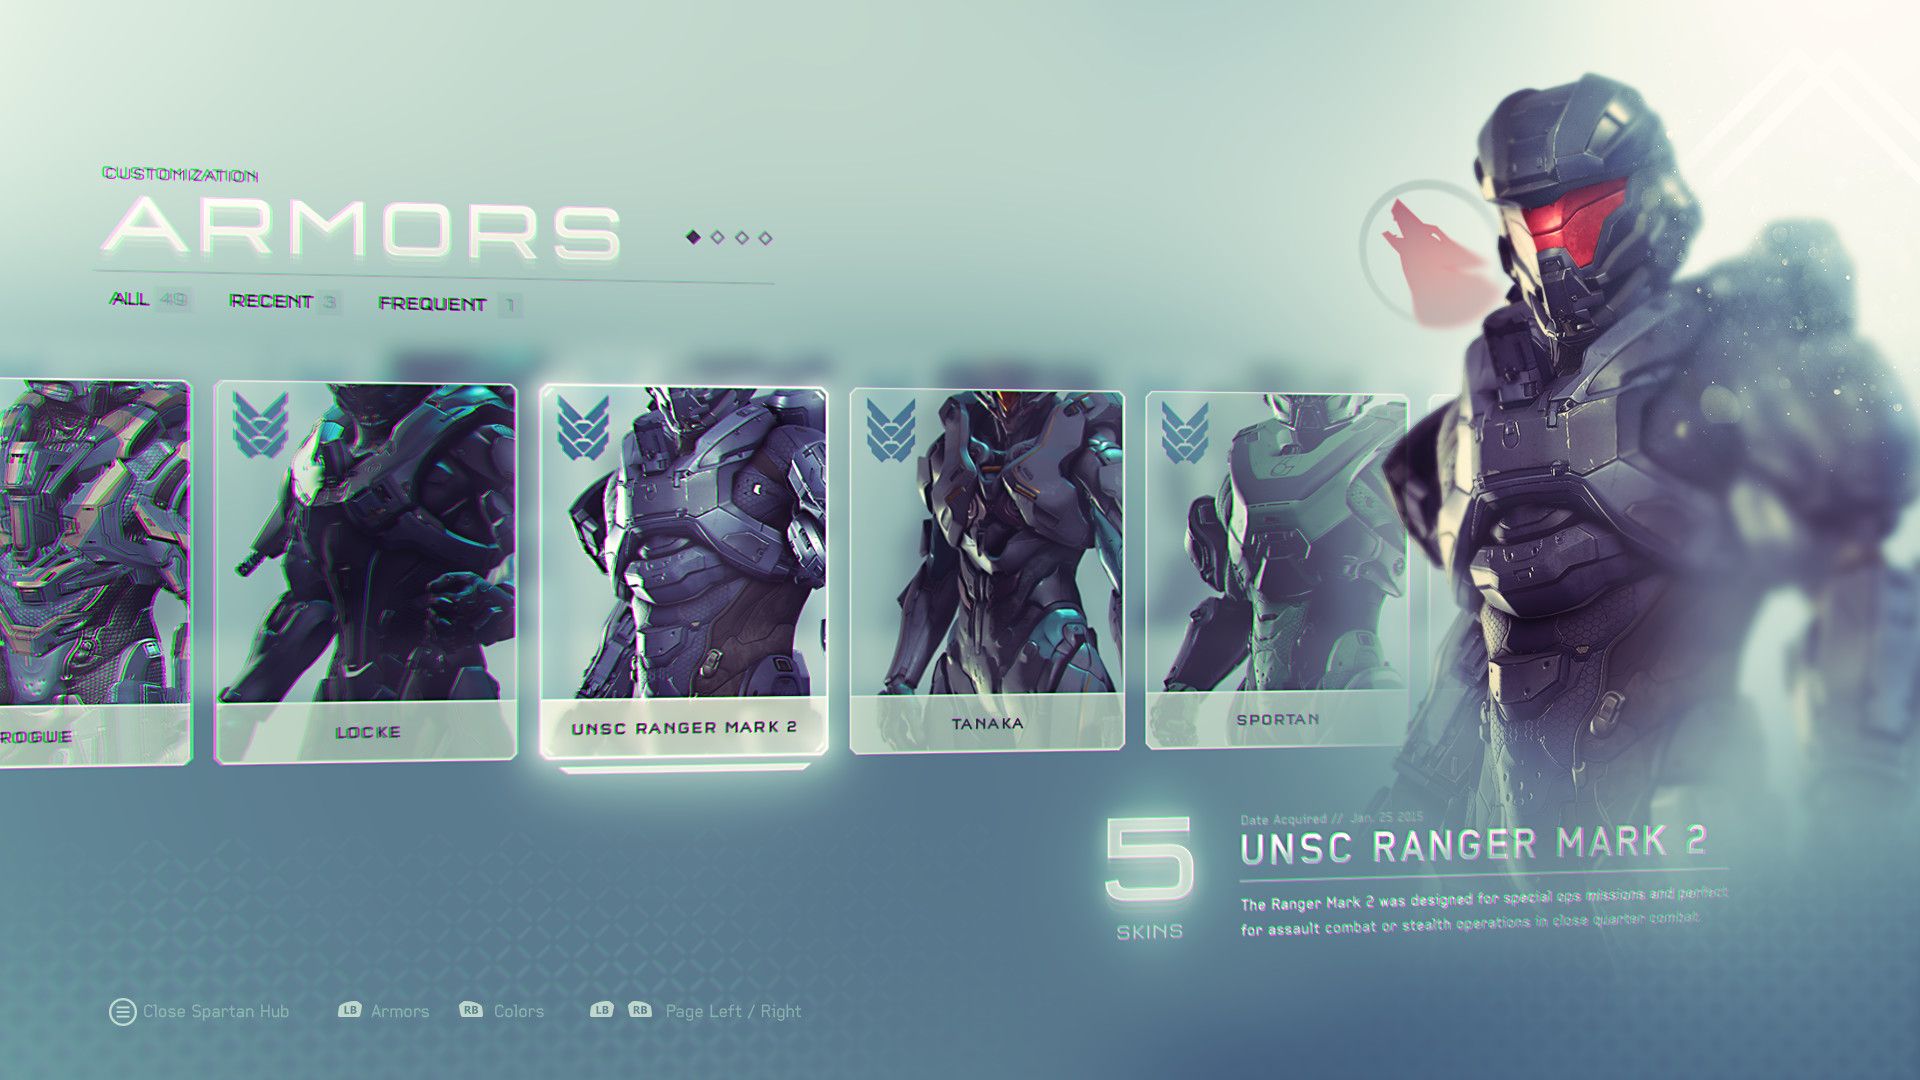 CUSTOMIZATION
ARMORS
ALL 49 RECENT 3 FREQUENT 1
ROGUE
LOCKE
UNSC RANGER MARK 2
TANAKA
SPORTAN
5
SKINS
Date Acquired // Jan. 25 2015
UNSC RANGER MARK 2
The Ranger Mark 2 was designed for special ops missions and perfect
for assault combat or stealth operations in close quarter combat.
Close Spartan Hub LB Armors RB Colors LB RB Page Left / Right